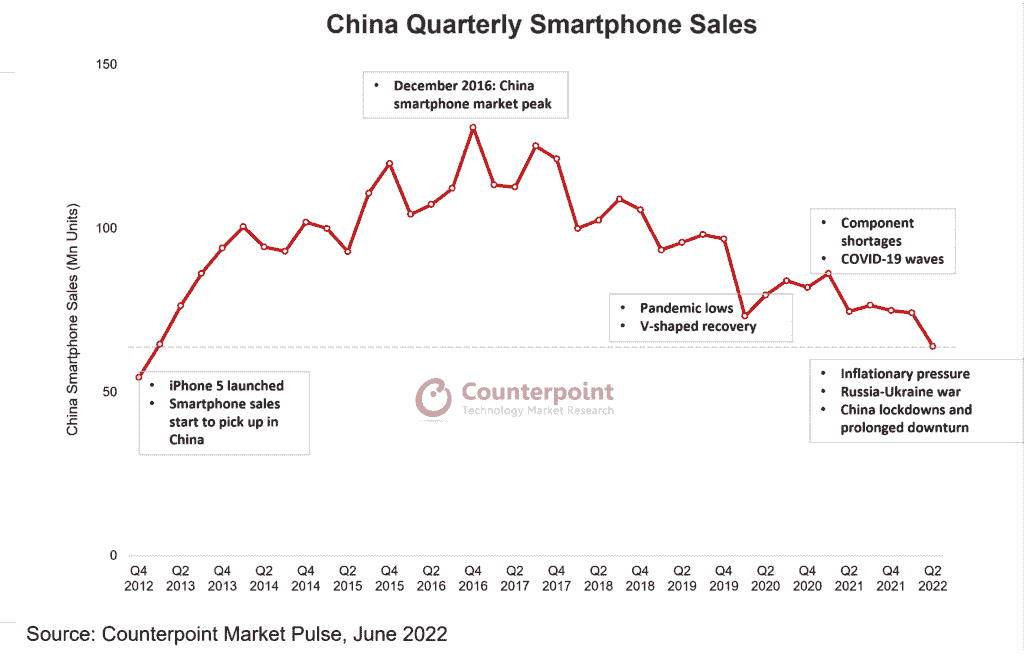 China Quarterly Smartphone Sales
150
• December 2016: China
smartphone market peak
China Smartphone Sales (Mn Units)
100
• Component
shortages
• COVID-19 waves
• Pandemic lows
• V-shaped recovery
50
• iPhone 5 launched
• Smartphone sales
start to pick up in
China
Counterpoint
Technology Market Research
• Inflationary pressure
• Russia-Ukraine war
• China lockdowns and
prolonged downturn
0
Q4 Q2 Q4 Q2 Q4 Q2 Q4 Q2 Q4 Q2 Q4 Q2 Q4 Q2 Q4 Q2 Q4 Q2 Q4 Q2
2012 2013 2013 2014 2014 2015 2015 2016 2016 2017 2017 2018 2018 2019 2019 2020 2020 2021 2021 2022
Source: Counterpoint Market Pulse, June 2022